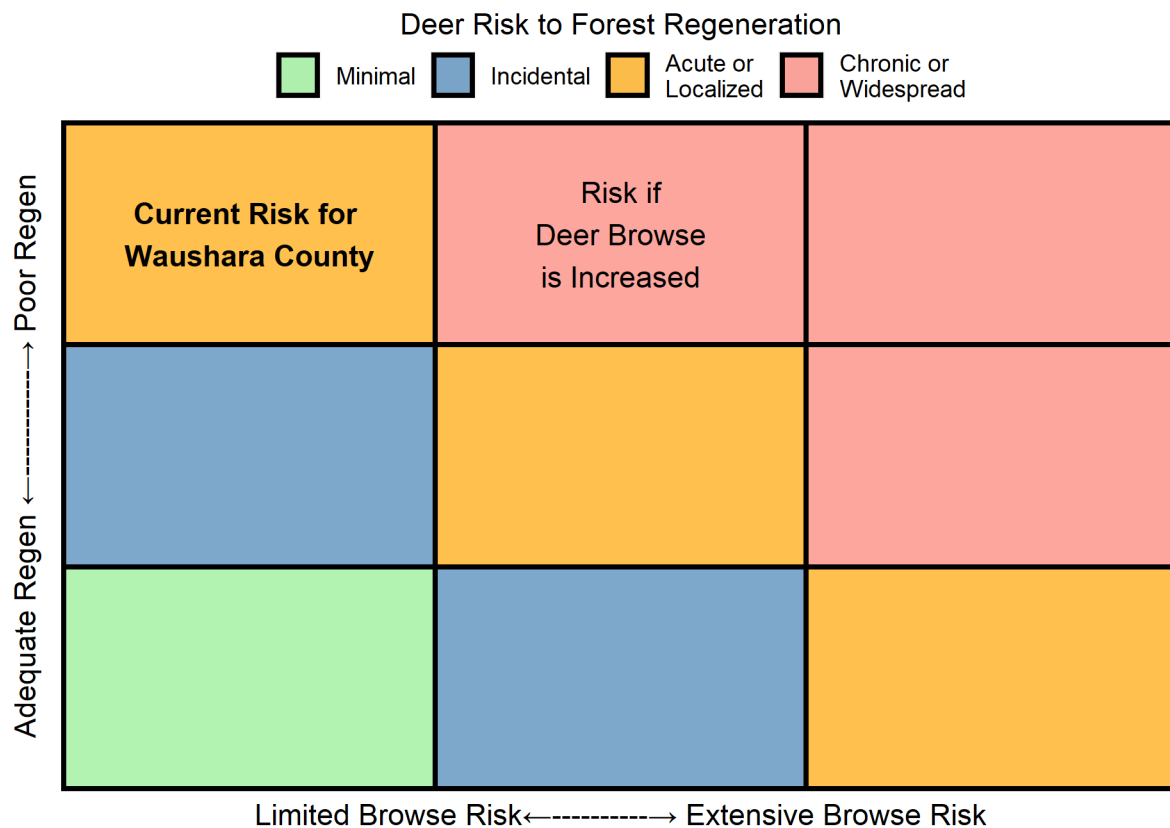 Deer Risk to Forest Regeneration
Minimal
Incidental
Acute or
Localized
Chronic or
Widespread
Current Risk for
Waushara County
Risk if
Deer Browse
is Increased
Adequate Regen ←-----------→ Poor Regen
Limited Browse Risk←-----------→ Extensive Browse Risk